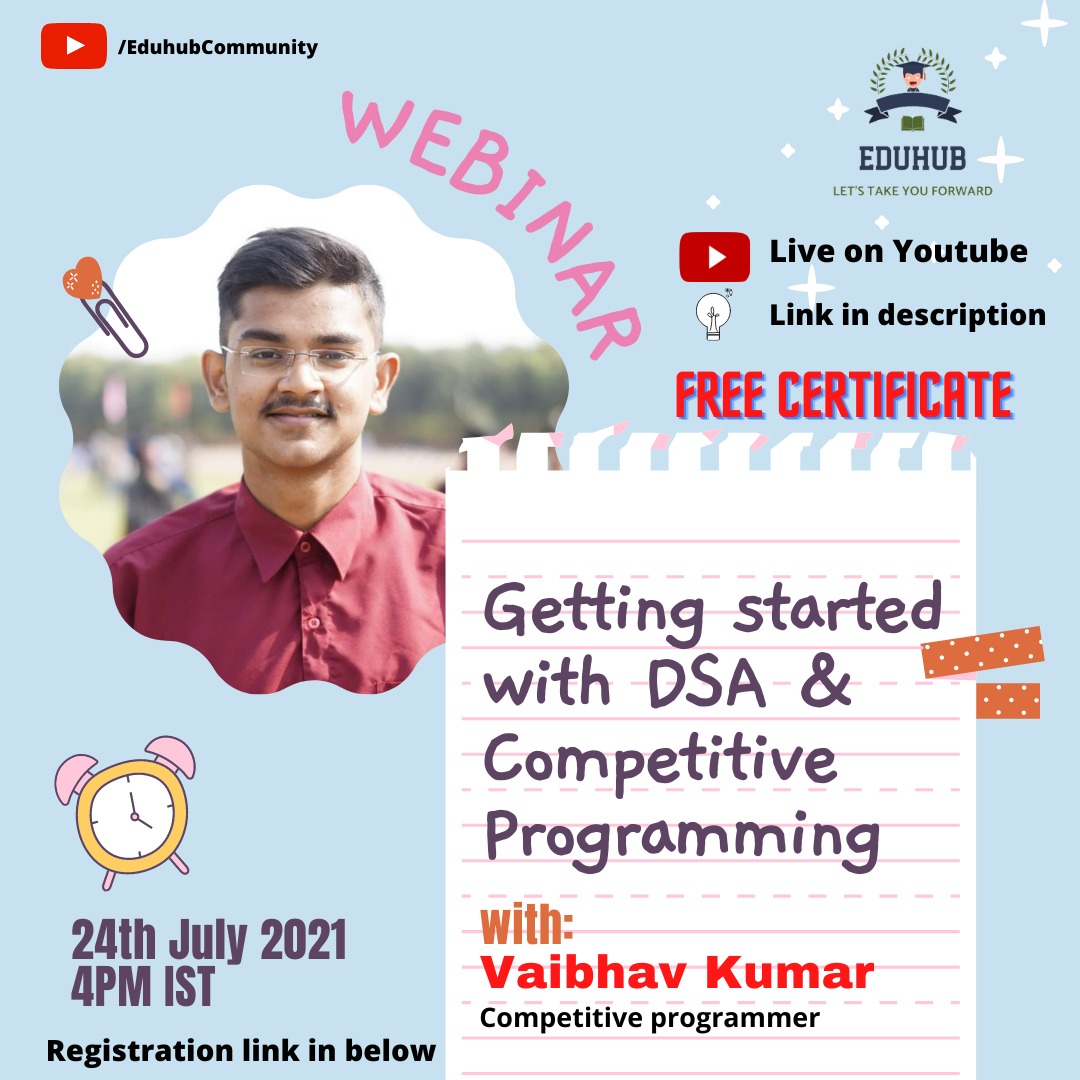 /EduhubCommunity
WEBINAR
EDUHUB
LET'S TAKE YOU FORWARD
Live on Youtube
Link in description
FREE CERTIFICATE
Getting started
with DSA &
Competitive
Programming
with:
Vaibhav Kumar
Competitive programmer
24th July 2021
4PM IST
Registration link in below